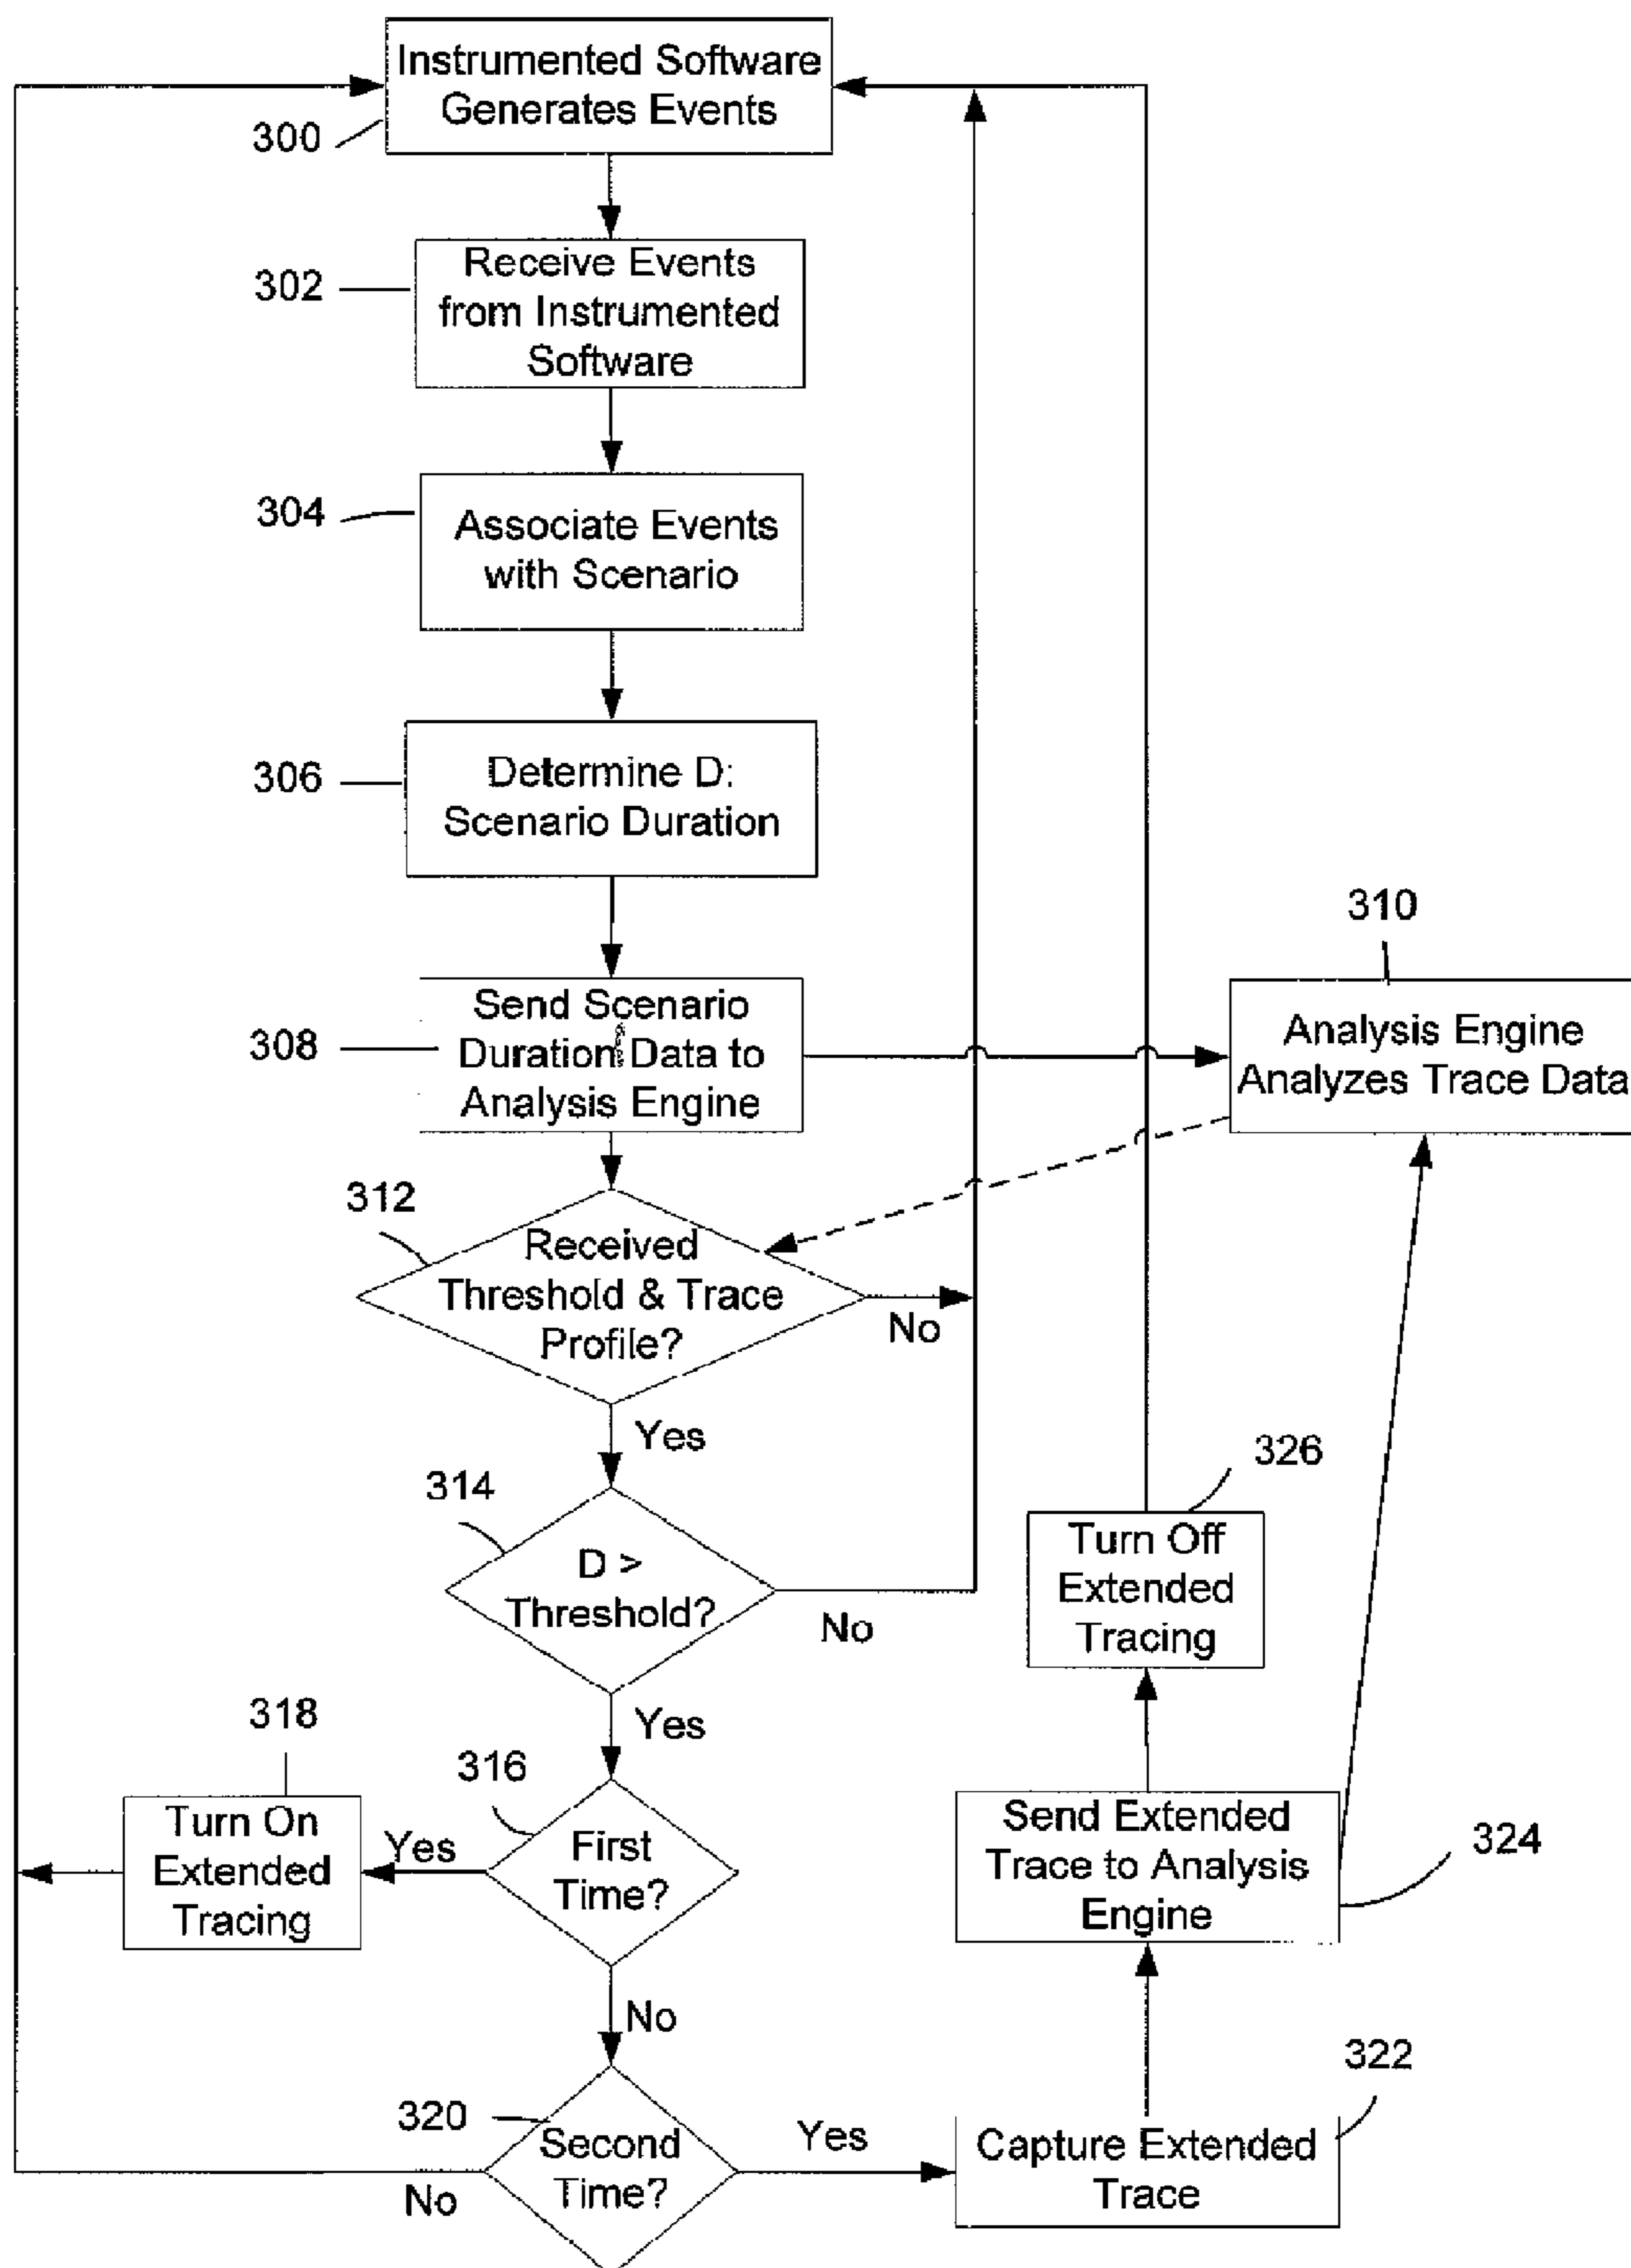 Instrumented Software
Generates Events
300
Receive Events
from Instrumented
Software
302
Associate Events
with Scenario
304
Determine D:
Scenario Duration
306
Send Scenario
Duration Data to
Analysis Engine
308
310
Analysis Engine
Analyzes Trace Data
312
Received
Threshold & Trace
Profile?
No
Yes
314
D >
Threshold?
No
Yes
326
Turn Off
Extended
Tracing
318
Turn On
Extended
Tracing
316
First
Time?
Yes
No
Send Extended
Trace to Analysis
Engine
324
320
Second
Time?
No
Yes
322
Capture Extended
Trace